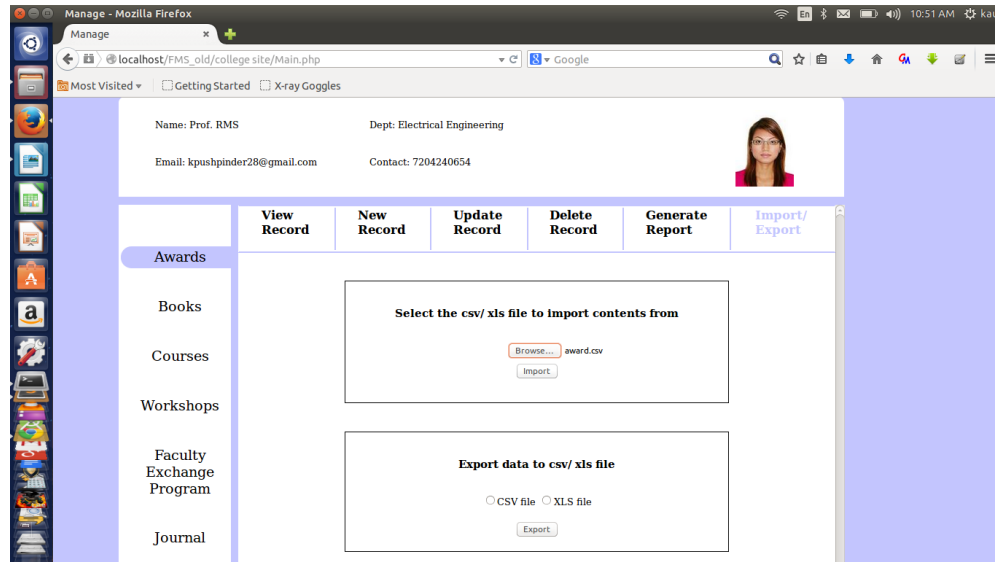 Manage - Mozilla Firefox
En
10:51 AM
kau
Manage
localhost/FMS_old/college site/Main.php
Google
Most Visited
Getting Started
X-ray Goggles
Name: Prof. RMS
Dept: Electrical Engineering
Email: kpushpinder28@gmail.com
Contact: 7204240654
View
Record
New
Record
Update
Record
Delete
Record
Generate
Report
Import/
Export
Awards
Books
Courses
Workshops
Faculty
Exchange
Program
Journal
Select the csv/ xls file to import contents from
Browse... award.csv
Import
Export data to csv/ xls file
CSV file XLS file
Export